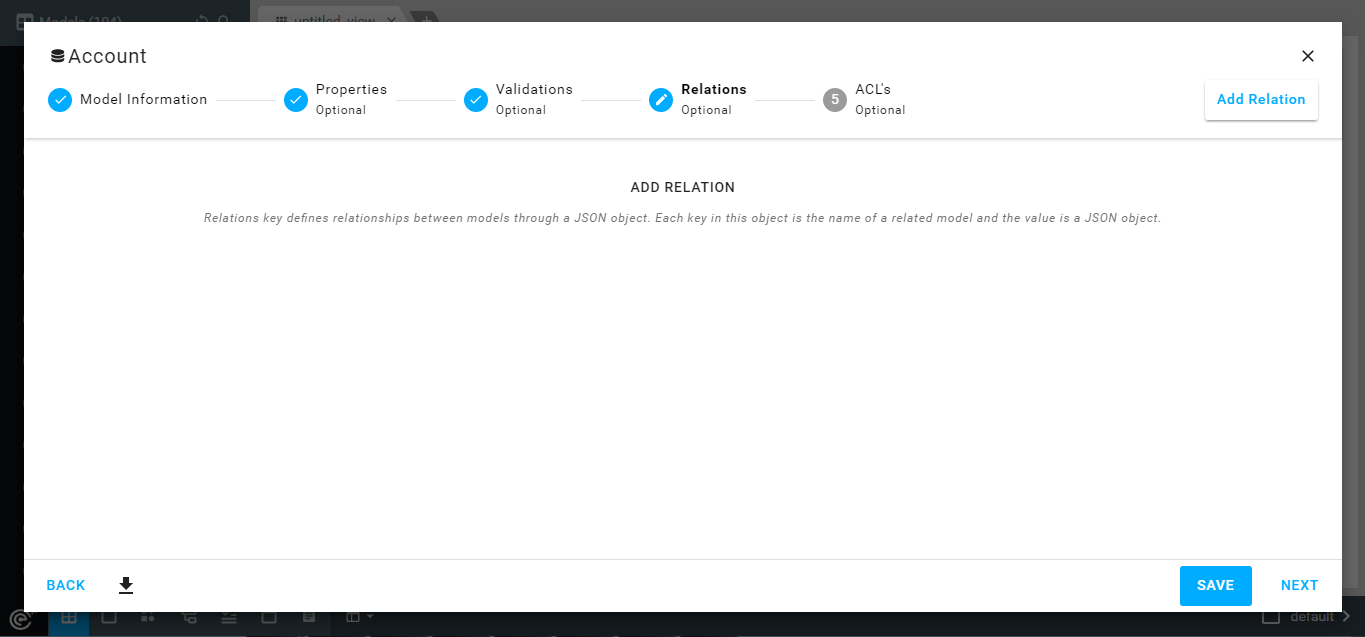 Models (194)
untitled_view
Account
Model Information
Properties
Optional
Validations
Optional
Relations
Optional
5
ACL's
Optional
Add Relation
ADD RELATION
Relations key defines relationships between models through a JSON object. Each key in this object is the name of a related model and the value is a JSON object.
BACK
SAVE
NEXT
default